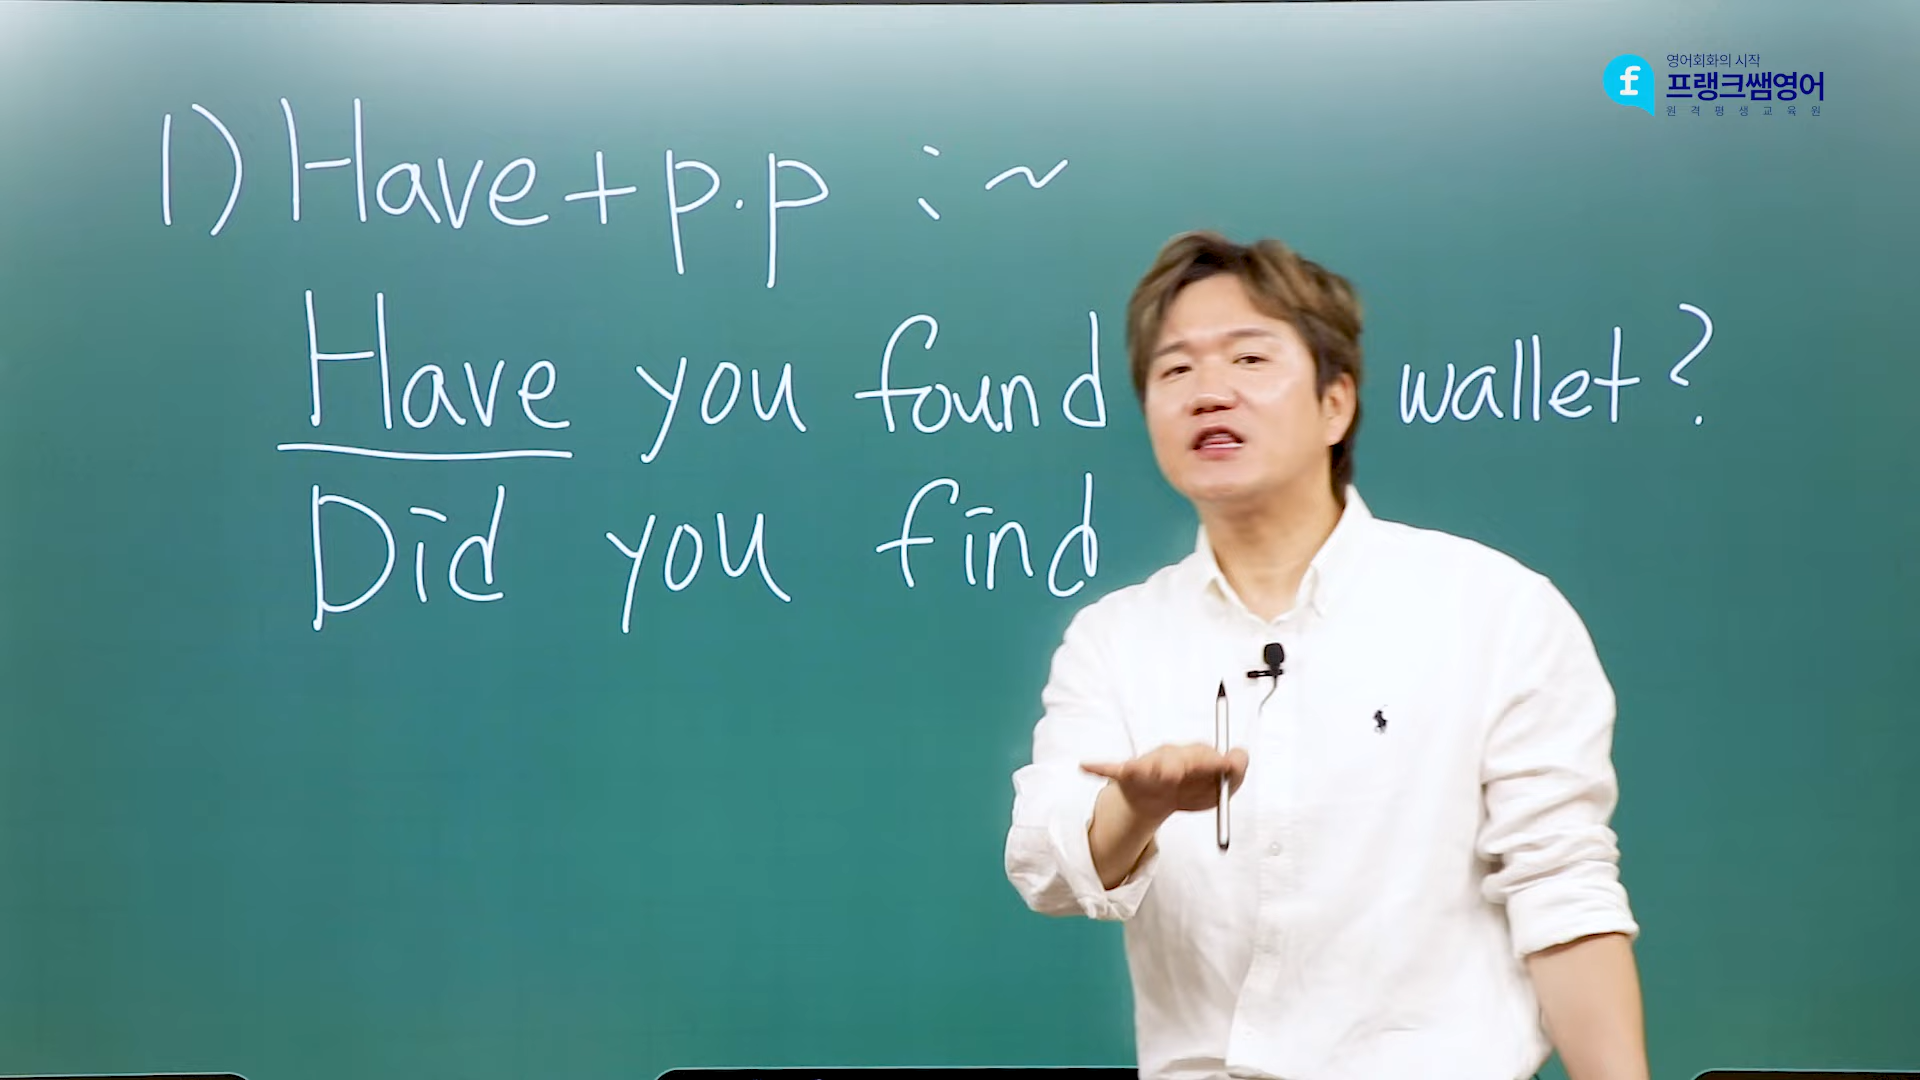 영어회화의 시작
프랭크쌤영어
원격평생교육원
1) Have + p.p : ~
Have you found wallet?
Did you find